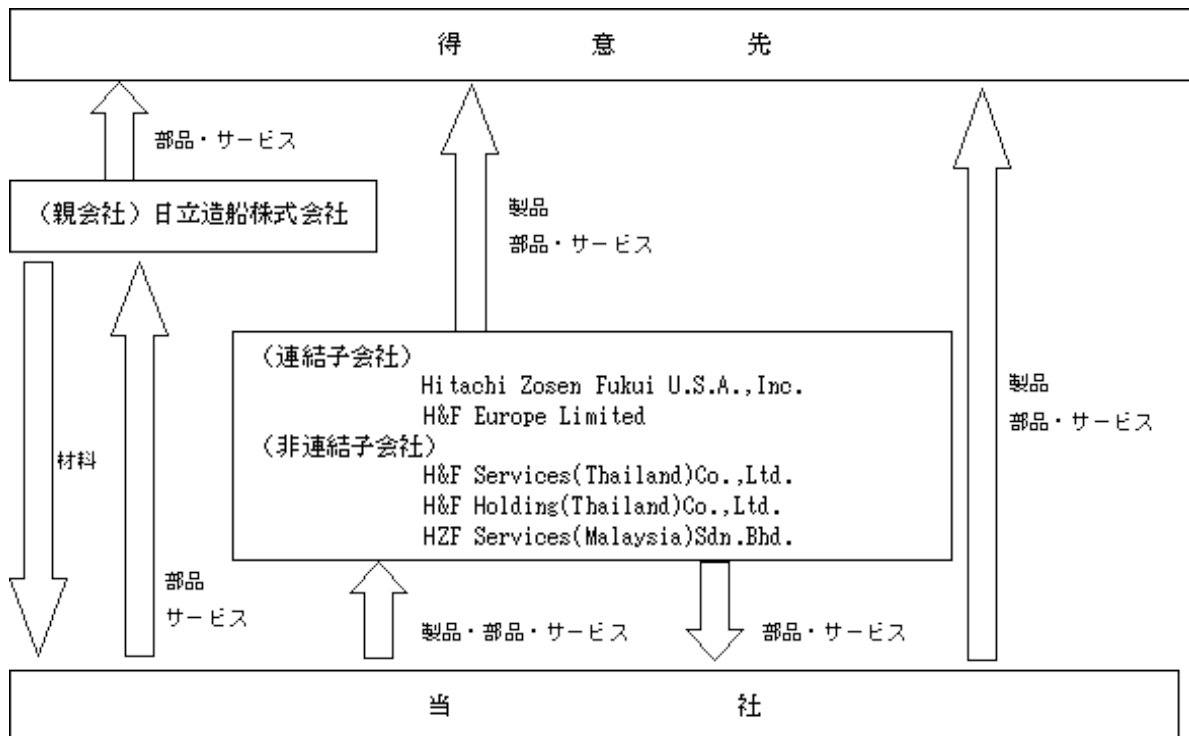 得意先
部品・サービス
（親会社）日立造船株式会社
製品
部品・サービス
（連結子会社）
Hitachi Zosen Fukui U.S.A.,Inc.
H&F Europe Limited
（非連結子会社）
H&F Services(Thailand)Co.,Ltd.
H&F Holding(Thailand)Co.,Ltd.
HZF Services(Malaysia)Sdn.Bhd.
製品
部品・サービス
材料
部品
サービス
製品・部品・サービス
部品・サービス
当社